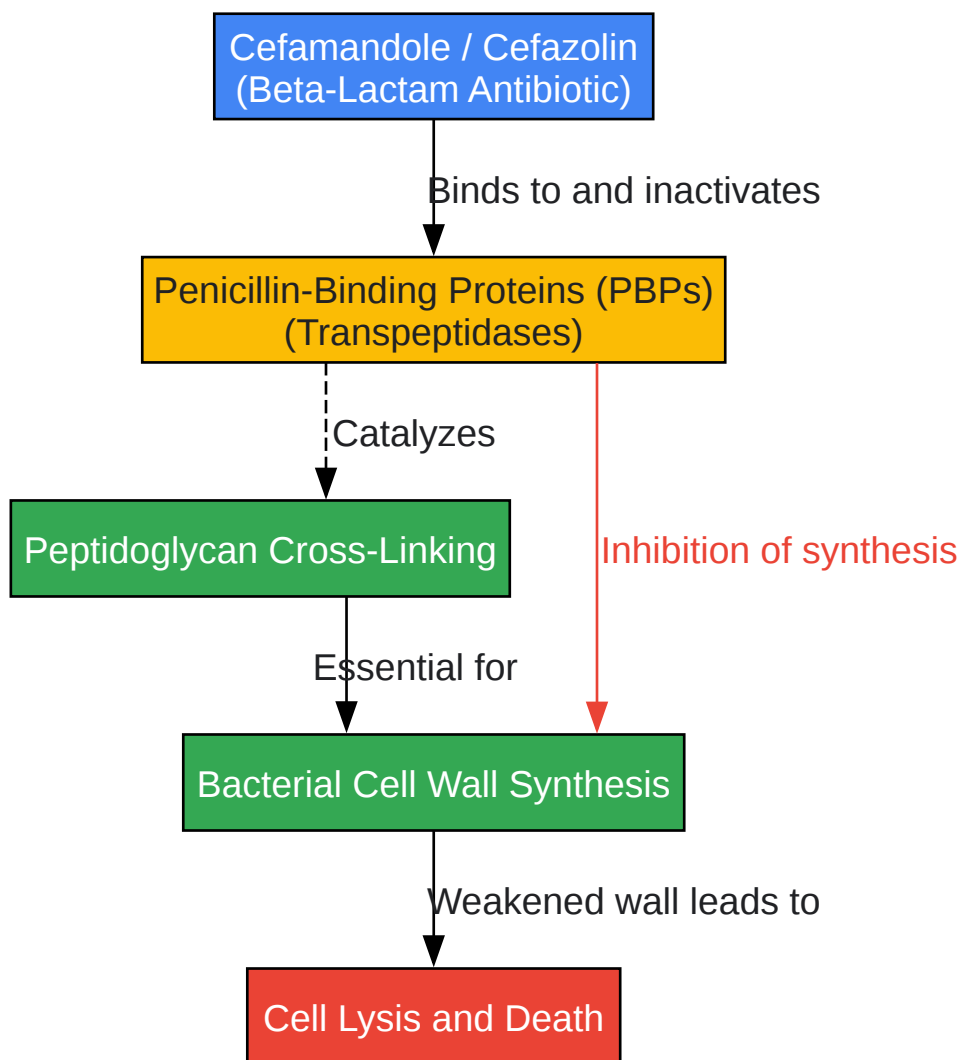 Cefamandole / Cefazolin
(Beta-Lactam Antibiotic)
Binds to and inactivates
Penicillin-Binding Proteins (PBPs)
(Transpeptidases)
Catalyzes
Peptidoglycan Cross-Linking
Inhibition of synthesis
Essential for
Bacterial Cell Wall Synthesis
Weakened wall leads to
Cell Lysis and Death